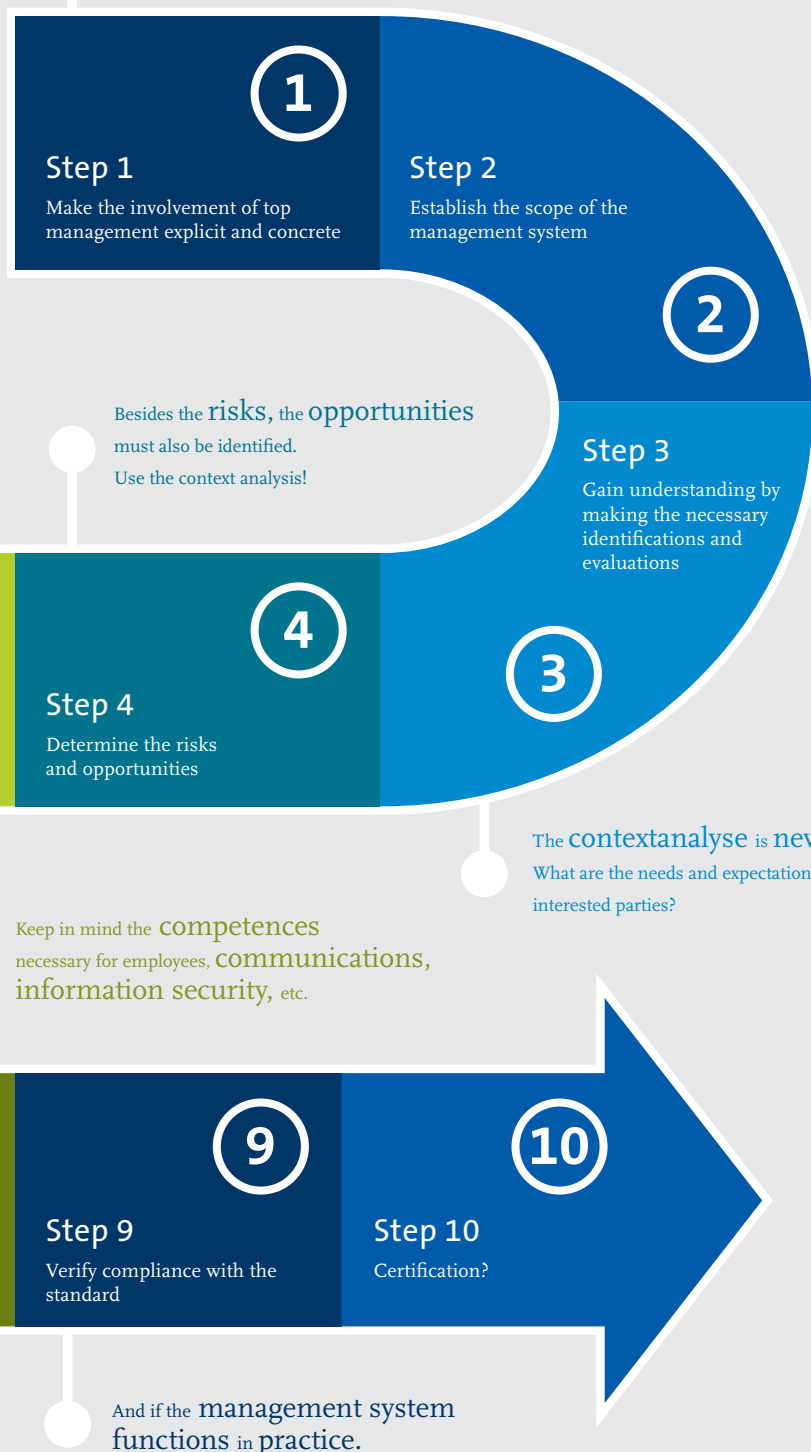 1
Step 1
Make the involvement of top
management explicit and concrete
Step 2
Establish the scope of the
management system
2
Besides the risks, the opportunities
must also be identified.
Use the context analysis!
Step 3
Gain understanding by
making the necessary
identifications and
evaluations
3
4
Step 4
Determine the risks
and opportunities
The contextanalyse is
What are the needs and
interested parties?
Keep in mind the competences
necessary for employees, communications,
information security, etc.
9
Step 9
Verify compliance with the
standard
10
Step 10
Certification?
And if the management system
functions in practice.